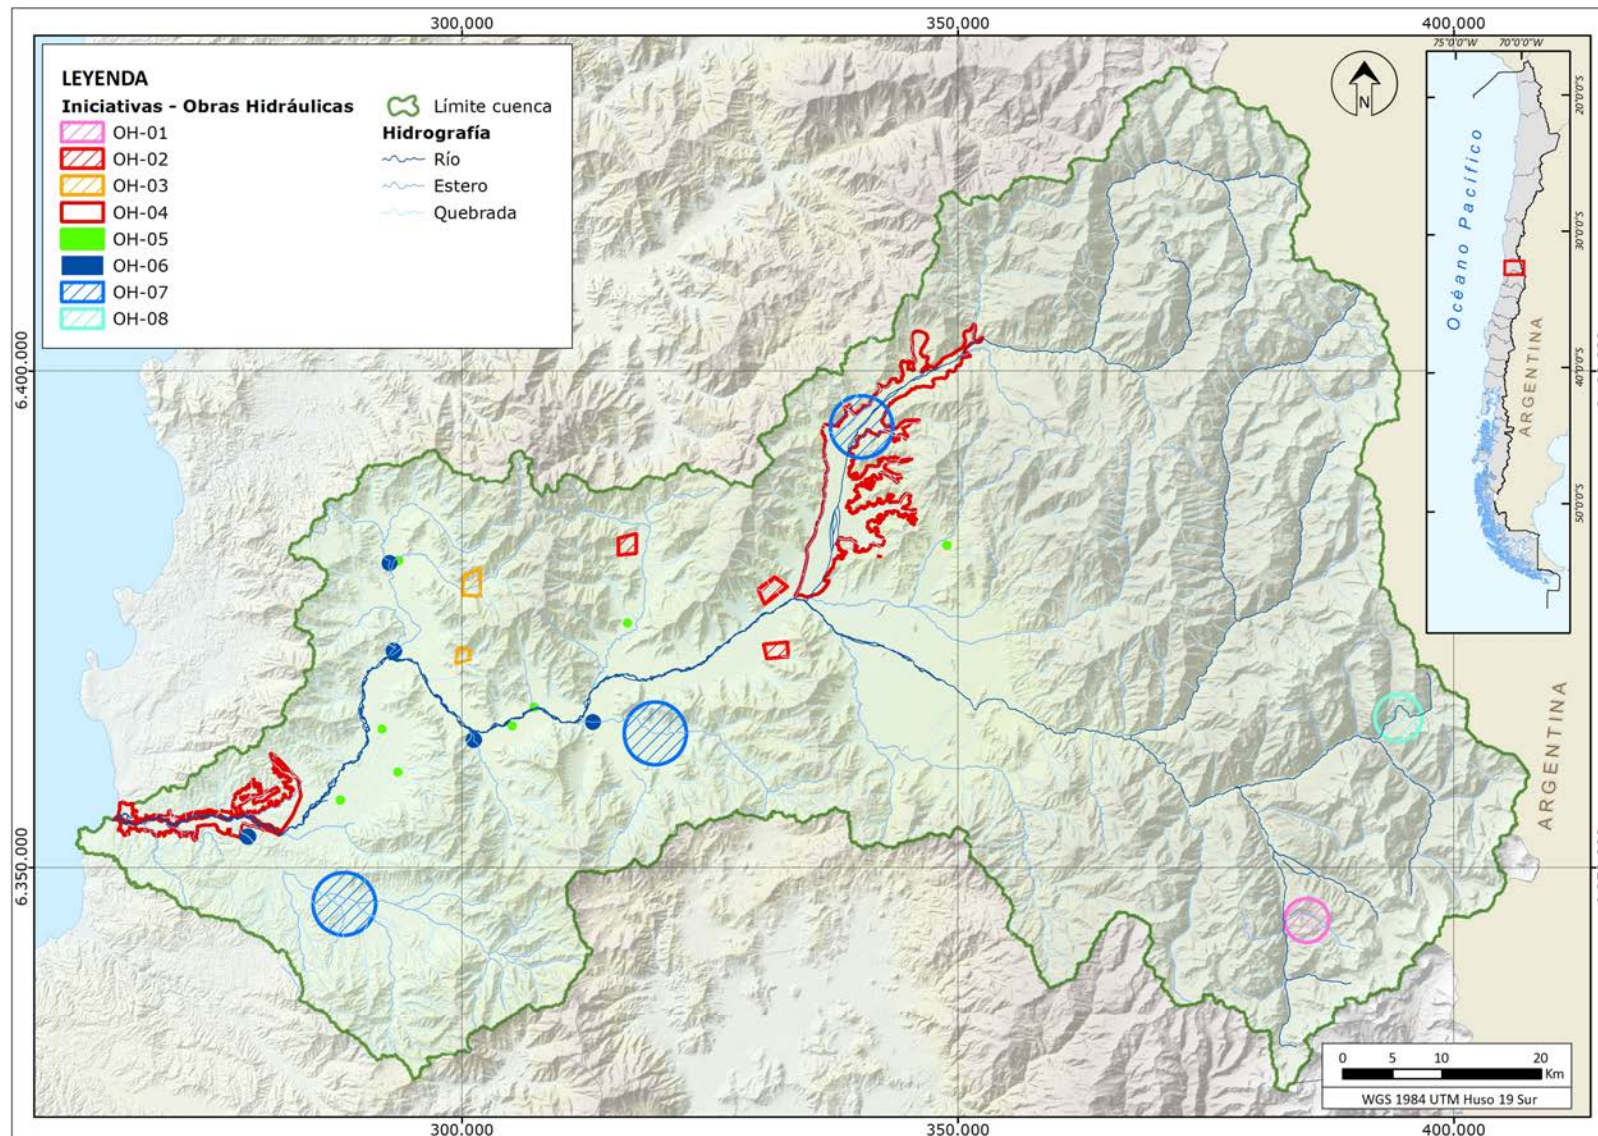 300.000
350.000
400.000
75°0'0"W
70°0'0"W
LEYENDA
Iniciativas - Obras Hidráulicas
OH-01
OH-02
OH-03
OH-04
OH-05
OH-06
OH-07
OH-08
Límite cuenca
Hidrografía
Río
Estero
Quebrada
N
Océano Pacífico
ARGENTINA
20°0'0"S
30°0'0"S
40°0'0"S
50°0'0"S
6.400.000
6.350.000
ARGENTINA
0 5 10 20
Km
WGS 1984 UTM Huso 19 Sur
300.000
350.000
400.000